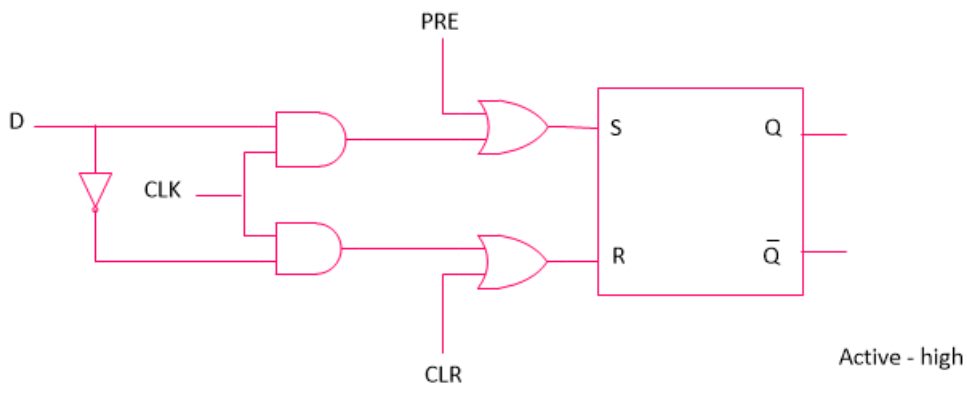 PRE
D
S
Q
CLK
R
Q̅
CLR
Active - high